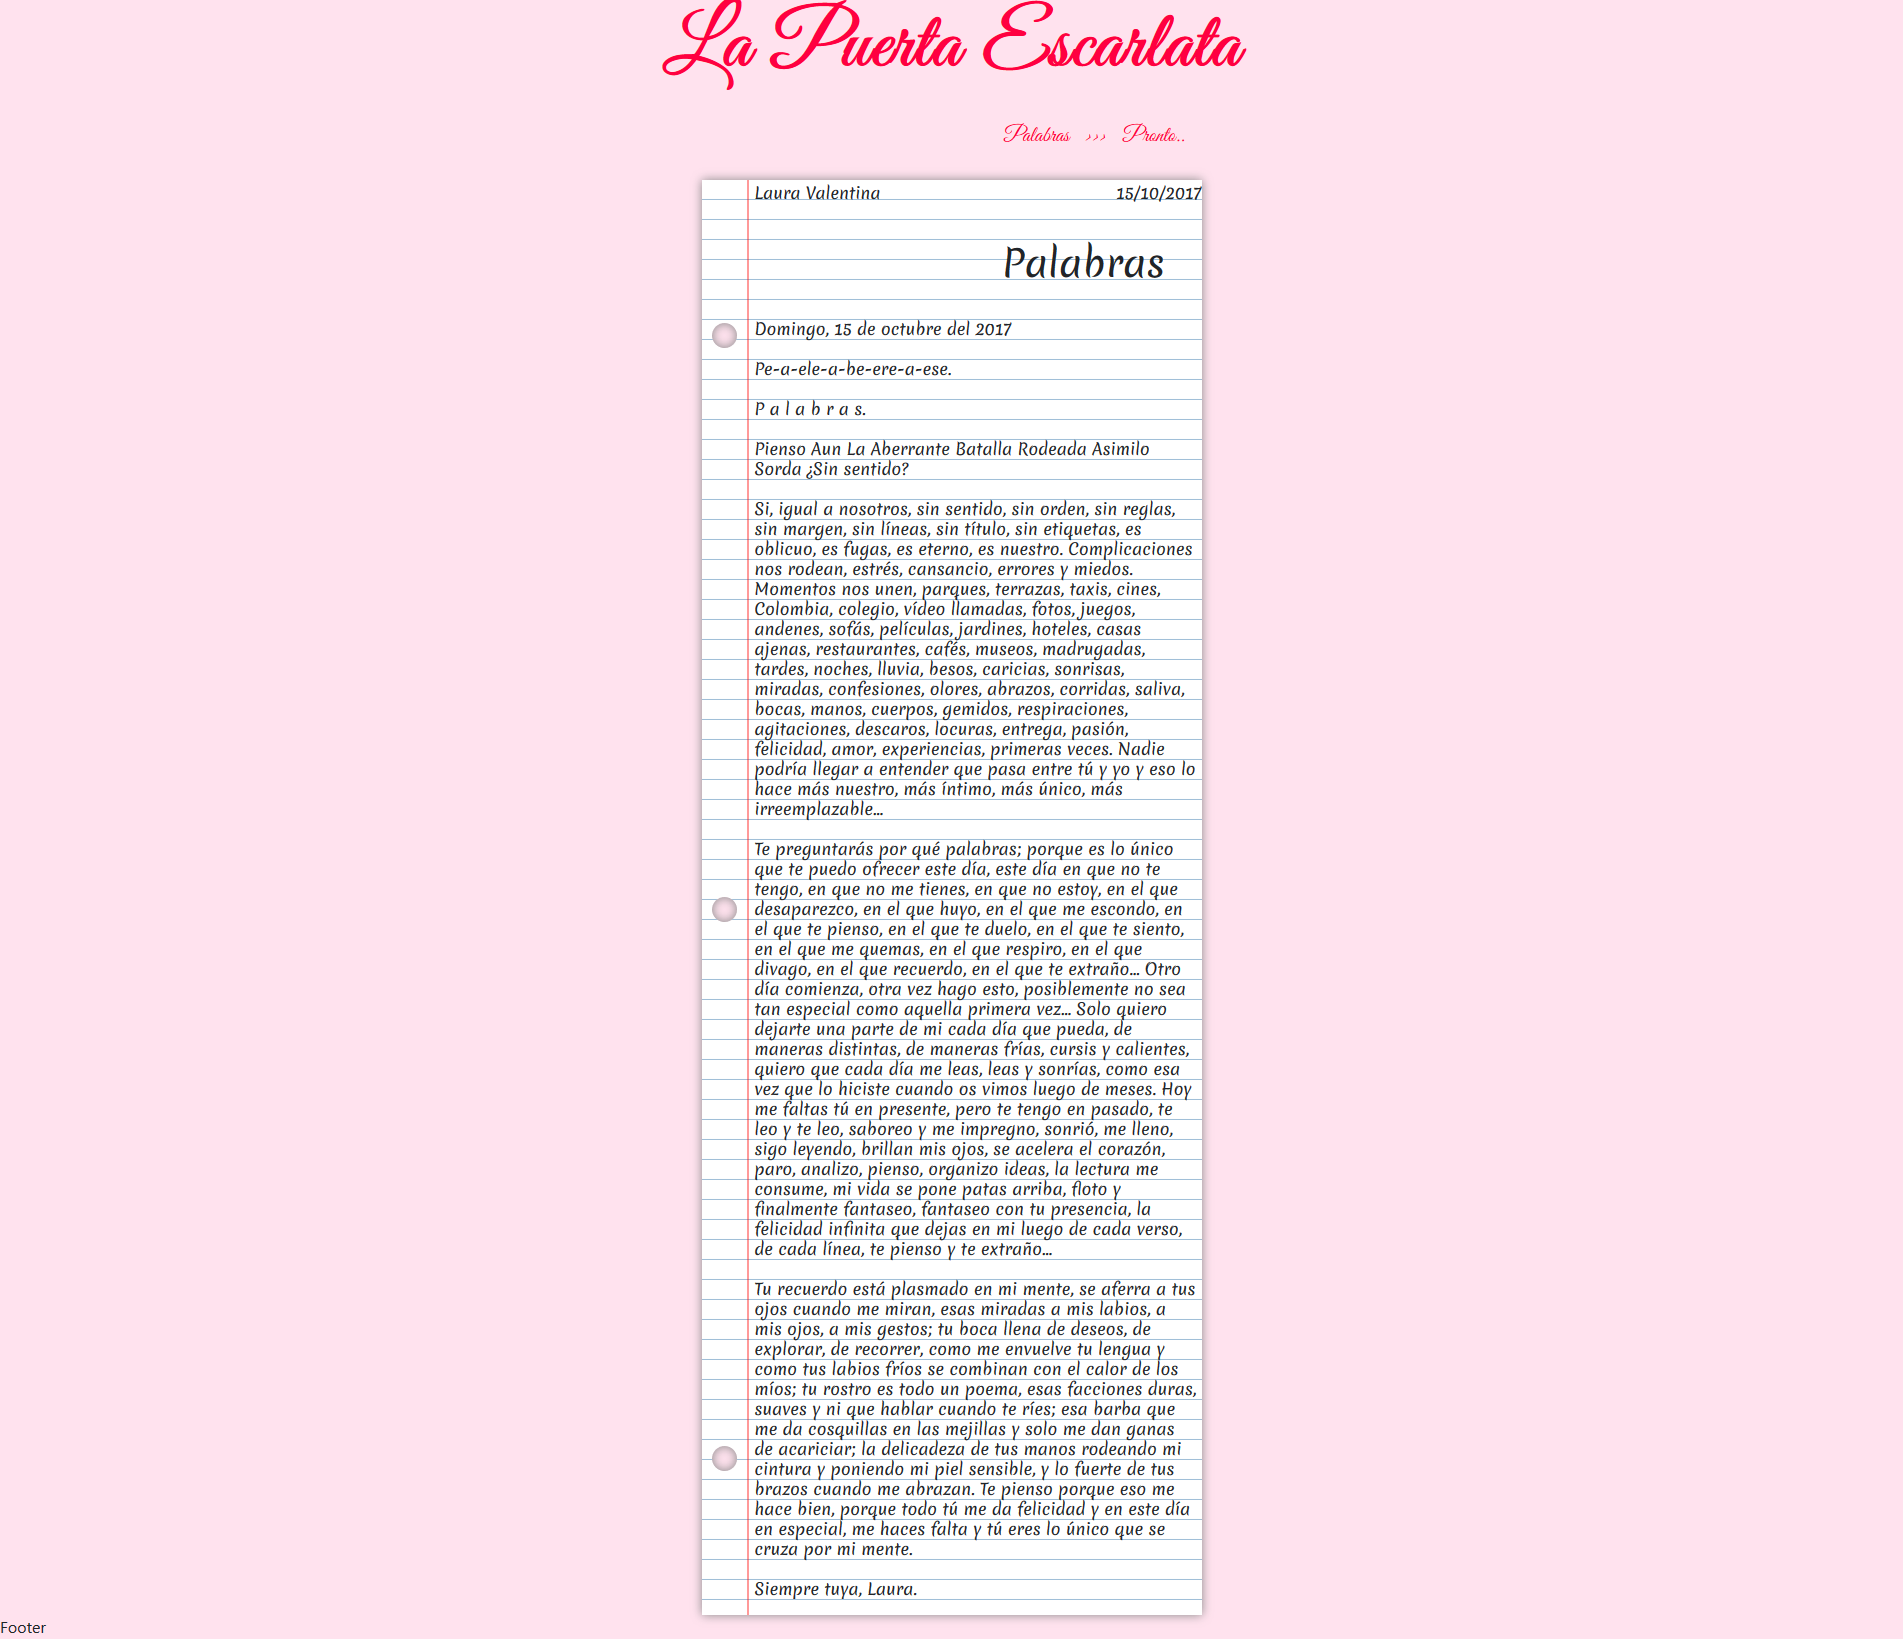 La Puerta Escarlata
Palabras >>> Pronto..
Laura Valentina 15/10/2017
Palabras
Domingo, 15 de octubre del 2017
Pe-a-ele-a-be-ere-a-ese.
P a l a b r a s.
Pienso Aun La Aberrante Batalla Rodeada Asimilo
Sorda ¿Sin sentido?
Si, igual a nosotros, sin sentido, sin orden, sin reglas,
sin margen, sin líneas, sin título, sin etiquetas, es
oblicuo, es fugas, es eterno, es nuestro. Complicaciones
nos rodean, estrés, cansancio, errores y miedos.
Momentos nos unen, parques, terrazas, taxis, cines,
Colombia, colegio, vídeo llamadas, fotos, juegos,
andenes, sofás, películas, jardines, hoteles, casas
ajenas, restaurantes, cafés, museos, madrugadas,
tardes, noches, lluvia, besos, caricias, sonrisas,
miradas, confesiones, olores, abrazos, corridas, saliva,
bocas, manos, cuerpos, gemidos, respiraciones,
agitaciones, descaros, locuras, entrega, pasión,
felicidad, amor, experiencias, primeras veces. Nadie
podría llegar a entender que pasa entre tú y yo y eso lo
hace más nuestro, más íntimo, más único, más
irreemplazable...
Te preguntarás por qué palabras; porque es lo único
que te puedo ofrecer este día, este día en que no te
tengo, en que no me tienes, en que no estoy, en el que
desaparezco, en el que huyo, en el que me escondo, en
el que te pienso, en el que te duelo, en el que te siento,
en el que me quemas, en el que respiro, en el que
divago, en el que recuerdo, en el que te extraño... Otro
día comienza, otra vez hago esto, posiblemente no sea
tan especial como aquella primera vez... Solo quiero
dejarte una parte de mi cada día que pueda, de
maneras distintas, de maneras frías, cursis y calientes,
quiero que cada día me leas, leas y sonrías, como esa
vez que lo hiciste cuando os vimos luego de meses. Hoy
me faltas tú en presente, pero te tengo en pasado, te
leo y te leo, saboreo y me impregno, sonrió, me lleno,
sigo leyendo, brillan mis ojos, se acelera el corazón,
paro, analizo, pienso, organizo ideas, la lectura me
consume, mi vida se pone patas arriba, floto y
finalmente fantaseo, fantaseo con tu presencia, la
felicidad infinita que dejas en mi luego de cada verso,
de cada línea, te pienso y te extraño...
Tu recuerdo está plasmado en mi mente, se aferra a tus
ojos cuando me miran, esas miradas a mis labios, a
mis ojos, a mis gestos; tu boca llena de deseos, de
explorar, de recorrer, como me envuelve tu lengua y
como tus labios fríos se combinan con el calor de los
míos; tu rostro es todo un poema, esas facciones duras,
suaves y ni que hablar cuando te ríes; esa barba que
me da cosquillas en las mejillas y solo me dan ganas
de acariciar; la delicadeza de tus manos rodeando mi
cintura y poniendo mi piel sensible, y lo fuerte de tus
brazos cuando me abrazan. Te pienso porque eso me
hace bien, porque todo tú me da felicidad y en este día
en especial, me haces falta y tú eres lo único que se
cruza por mi mente.
Siempre tuya, Laura.
Footer